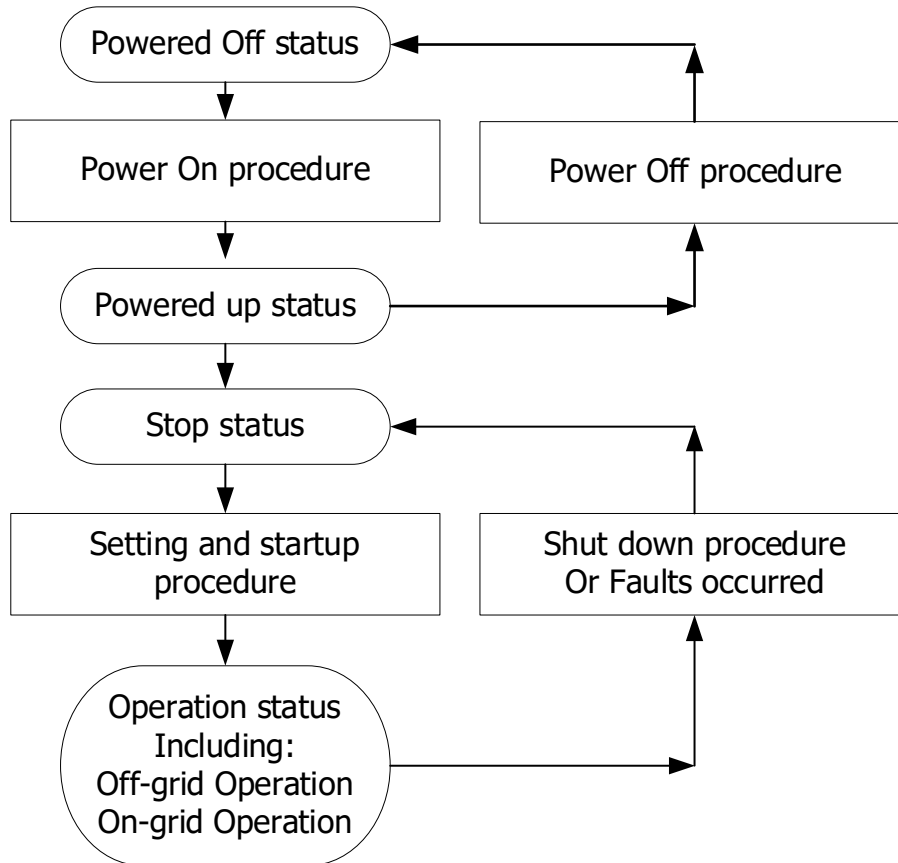 Powered Off status
Power On procedure
Power Off procedure
Powered up status
Stop status
Setting and startup
procedure
Shut down procedure
Or Faults occurred
Operation status
Including:
Off-grid Operation
On-grid Operation